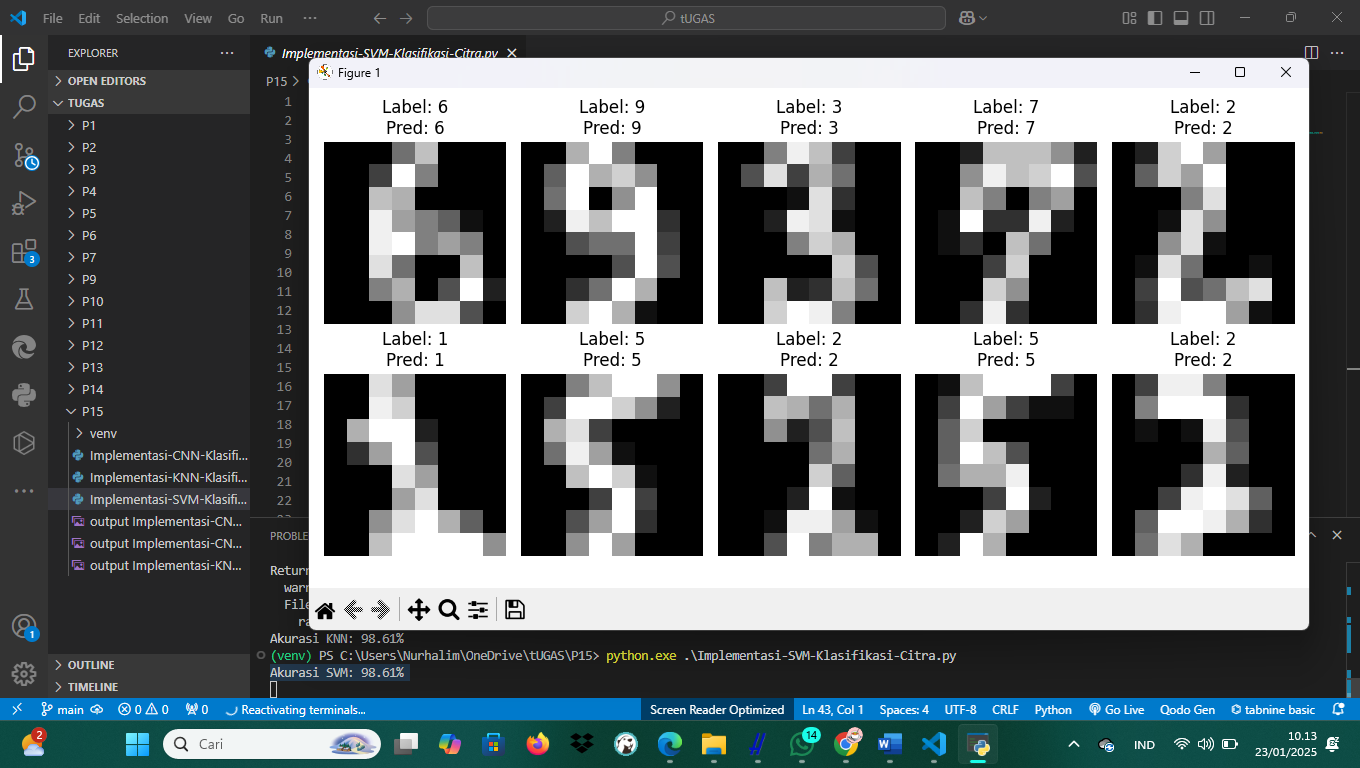 File Edit Selection View Go Run ··· tUGAS
EXPLORER ···
OPEN EDITORS
TUGAS
P1
P2
P3
P4
P5
P6
P7
P9
P10
P11
P12
P13
P14
P15
venv
Implementasi-CNN-Klasifi...
Implementasi-KNN-Klasifi...
Implementasi-SVM-Klasifi...
output Implementasi-CN...
output Implementasi-CN...
output Implementasi-KN...
OUTLINE
TIMELINE
3
1
Implementasi-SVM-Klasifikasi-Citra.py
P15 >
1
2
3
4
5
6
7
8
9
10
11
12
13
14
15
16
17
18
19
20
21
22
Figure 1
Label: 6 Label: 9 Label: 3 Label: 7 Label: 2
Pred: 6 Pred: 9 Pred: 3 Pred: 7 Pred: 2
Label: 1 Label: 5 Label: 2 Label: 5 Label: 2
Pred: 1 Pred: 5 Pred: 2 Pred: 5 Pred: 2
PROBLE
Return
warn
File
ra
Akurasi KNN: 98.61%
(venv) PS C:\Users\Nurhalim\OneDrive\tUGAS\P15> python.exe .\Implementasi-SVM-Klasifikasi-Citra.py
Akurasi SVM: 98.61%
main 0 0 0 Reactivating terminals... Screen Reader Optimized Ln 43, Col 1 Spaces: 4 UTF-8 CRLF Python Go Live Qodo Gen tabnine basic
2 Cari 14 IND 10.13
23/01/2025